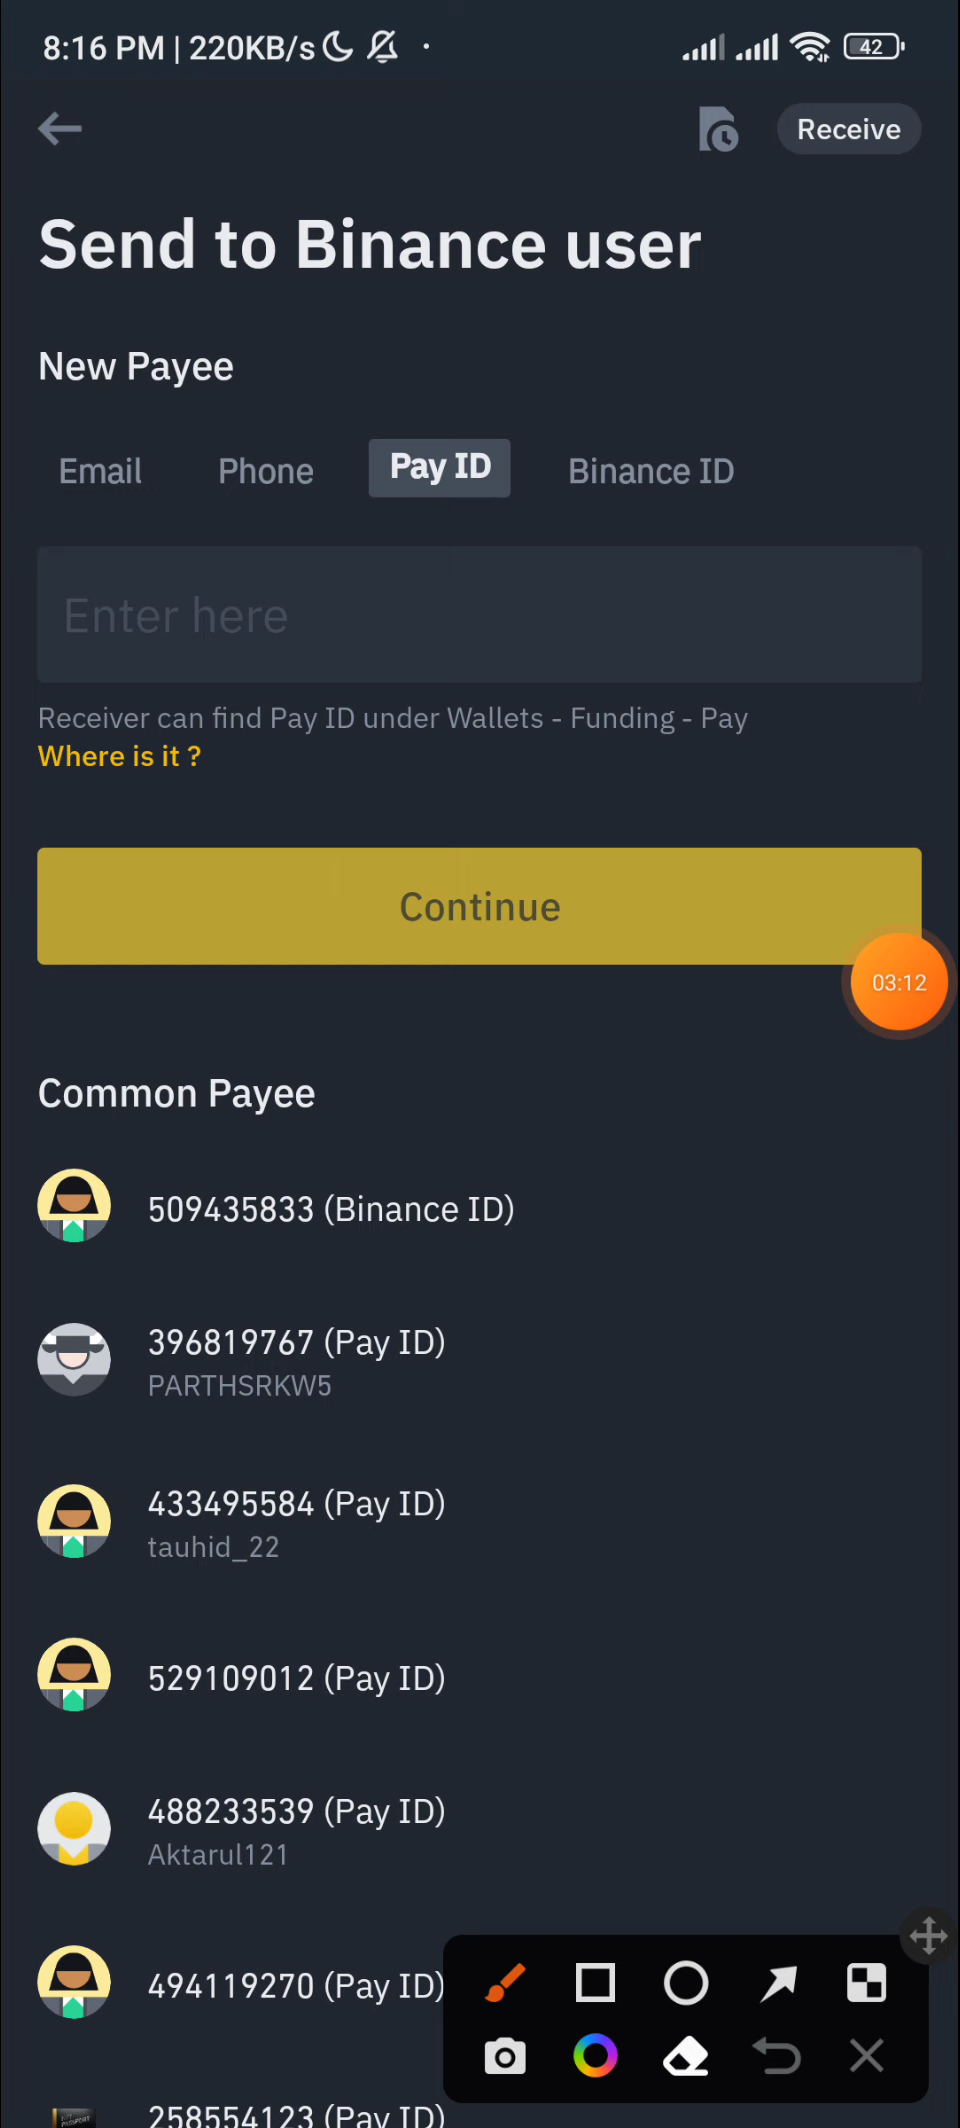 8:16 PM | 220KB/s
42
Receive
Send to Binance user
New Payee
Email Phone Pay ID Binance ID
Enter here
Receiver can find Pay ID under Wallets - Funding - Pay
Where is it ?
Continue
03:12
Common Payee
509435833 (Binance ID)
396819767 (Pay ID)
PARTHSRKW5
433495584 (Pay ID)
tauhid_22
529109012 (Pay ID)
488233539 (Pay ID)
Aktarul121
494119270 (Pay ID)
258554123 (Pay ID)